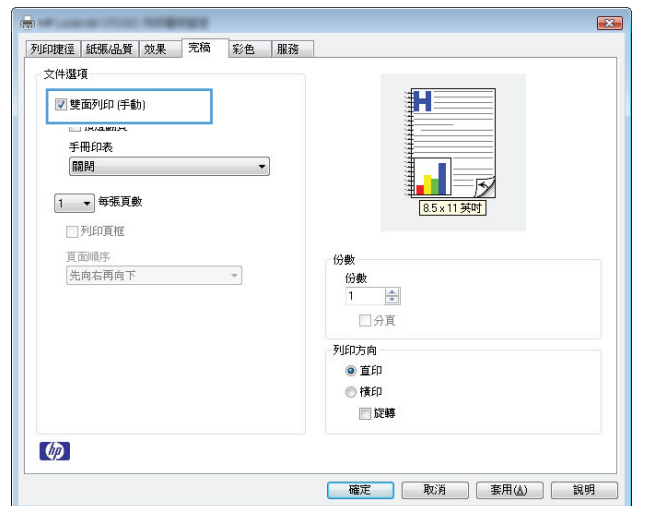 列印捷徑 紙張/品質 效果 完稿 彩色 服務
文件選項
雙面列印 (手動)
手冊印表
關閉
1 每張頁數
列印頁框
頁面順序
先向右再向下
H
8.5 x 11 英吋
份數
份數
1
分頁
列印方向
直印
橫印
旋轉
hp
確定 取消 套用(A) 說明